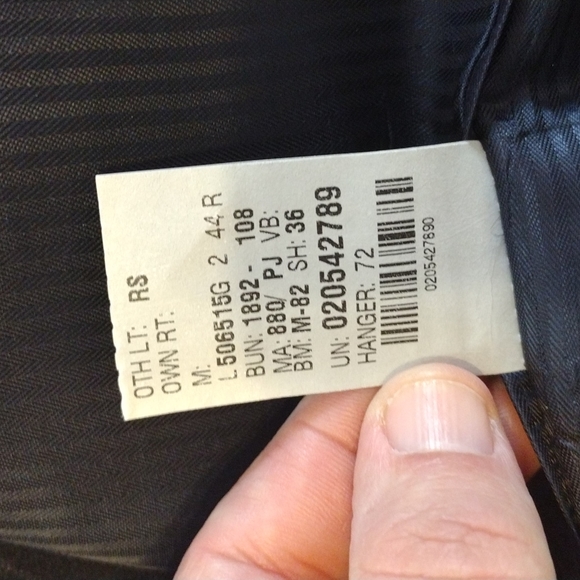 OTH LT: RS
OWN RT:
M:
L 506515G 2 44 R
BUN: 1892 - 108
MA: 880/ PJ VB:
BM: M-82 SH: 36
UN: 020542789
HANGER: 72
0205427890